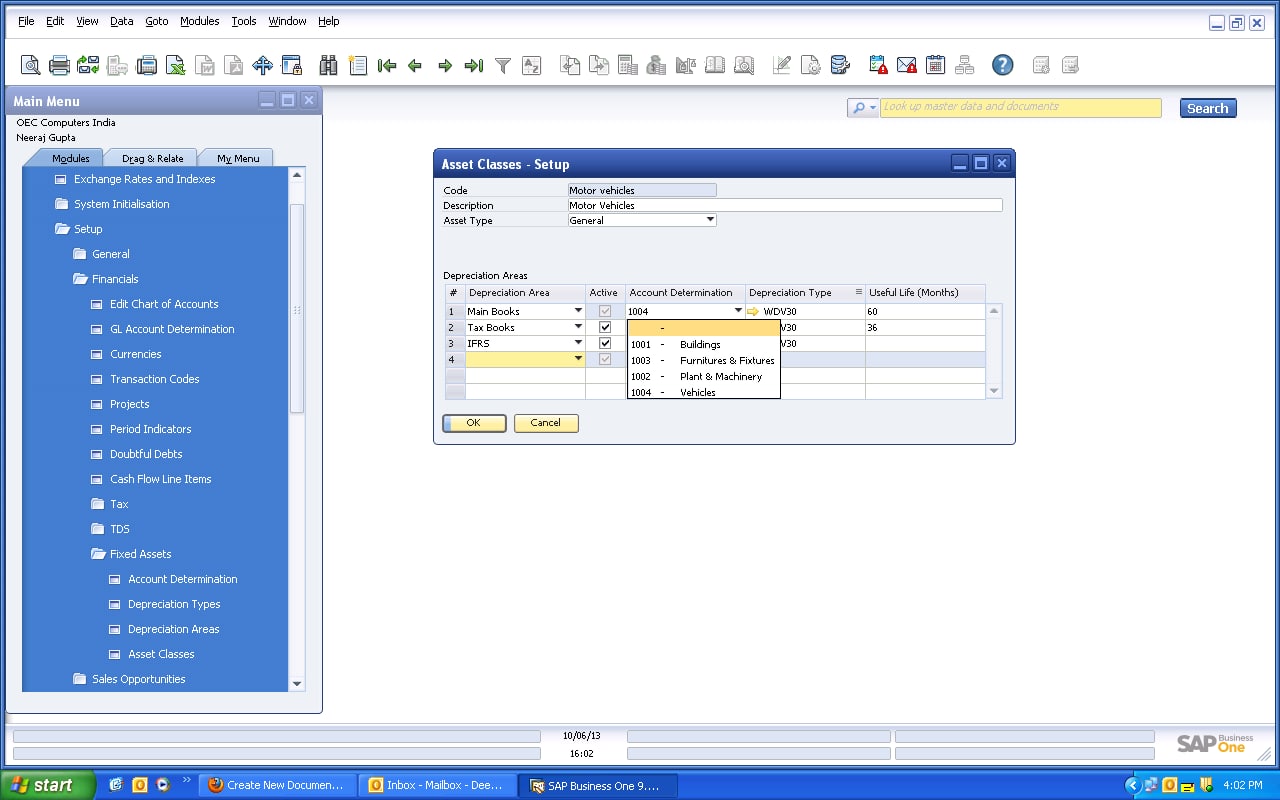 File Edit View Data Goto Modules Tools Window Help
Main Menu
OEC Computers India
Neeraj Gupta
Modules Drag & Relate My Menu
Exchange Rates and Indexes
System Initialisation
Setup
General
Financials
Edit Chart of Accounts
GL Account Determination
Currencies
Transaction Codes
Projects
Period Indicators
Doubtful Debts
Cash Flow Line Items
Tax
TDS
Fixed Assets
Account Determination
Depreciation Types
Depreciation Areas
Asset Classes
Sales Opportunities
Look up master data and documents Search
Asset Classes - Setup
Code Motor vehicles
Description Motor Vehicles
Asset Type General
Depreciation Areas
# Depreciation Area Active Account Determination Depreciation Type Useful Life (Months)
1 Main Books 1004 WDV30 60
2 Tax Books - V30 36
3 IFRS 1001 - Buildings V30
4 1003 - Furnitures & Fixtures
1002 - Plant & Machinery
1004 - Vehicles
OK Cancel
10/06/13
16:02
SAP Business One
start Create New Documen... Inbox - Mailbox - Dee... SAP Business One 9.... 4:02 PM